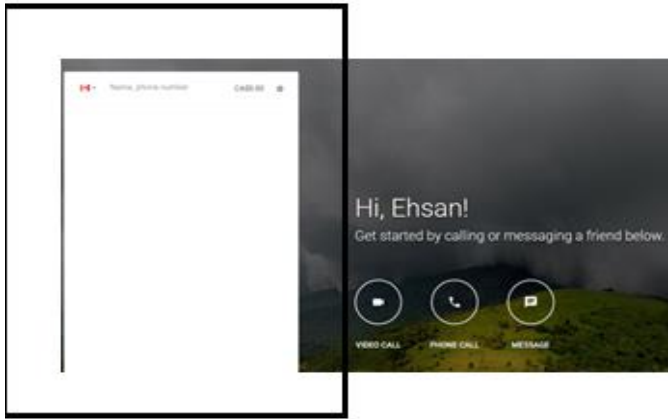 Name, phone number CA$0.00
Hi, Ehsan!
Get started by calling or messaging a friend below.
VIDEO CALL PHONE CALL MESSAGE